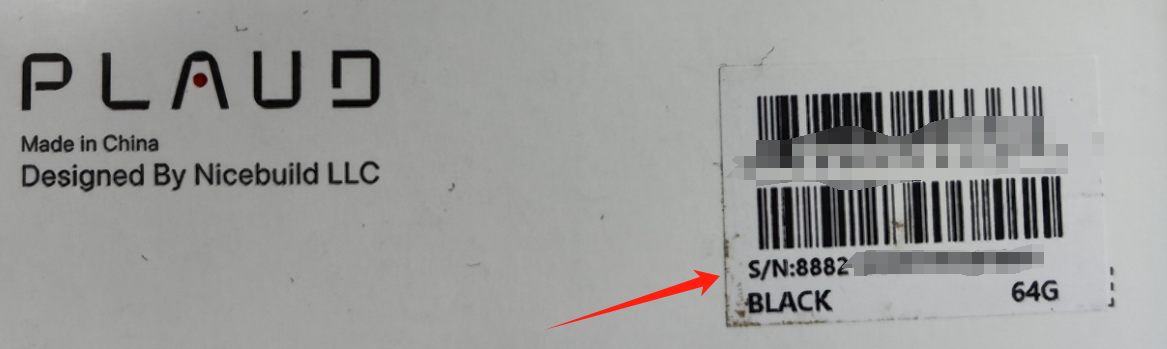 PLAUD
Made in China
Designed By Nicebuild LLC
S/N:8882
BLACK
64G